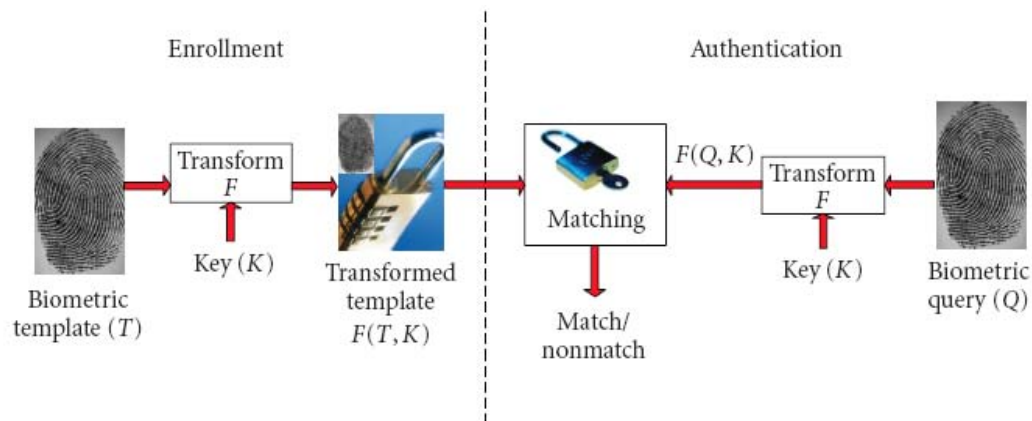 Enrollment
Transform
F
Key (K)
Biometric
template (T)
Transformed
template
F(T, K)
Authentication
Matching
Match/
nonmatch
F(Q, K)
Transform
F
Key (K)
Biometric
query (Q)